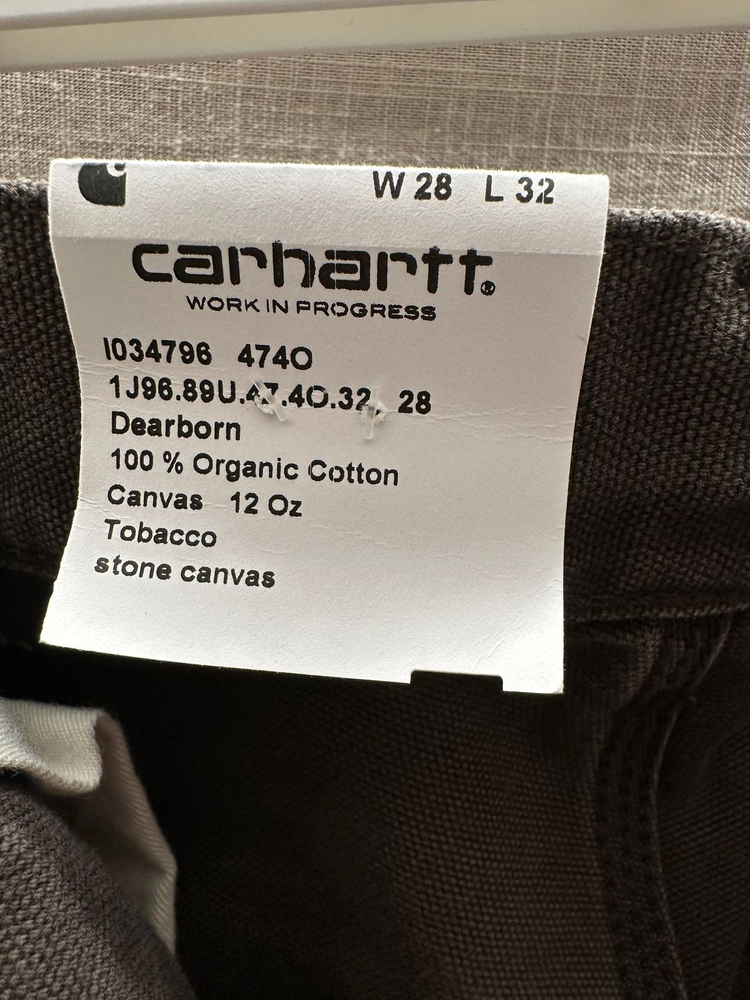 W 28 L 32
carhartt®
WORK IN PROGRESS
I034796 474O
1J96.89U.47.4O.32. 28
Dearborn
100 % Organic Cotton
Canvas 12 Oz
Tobacco
stone canvas